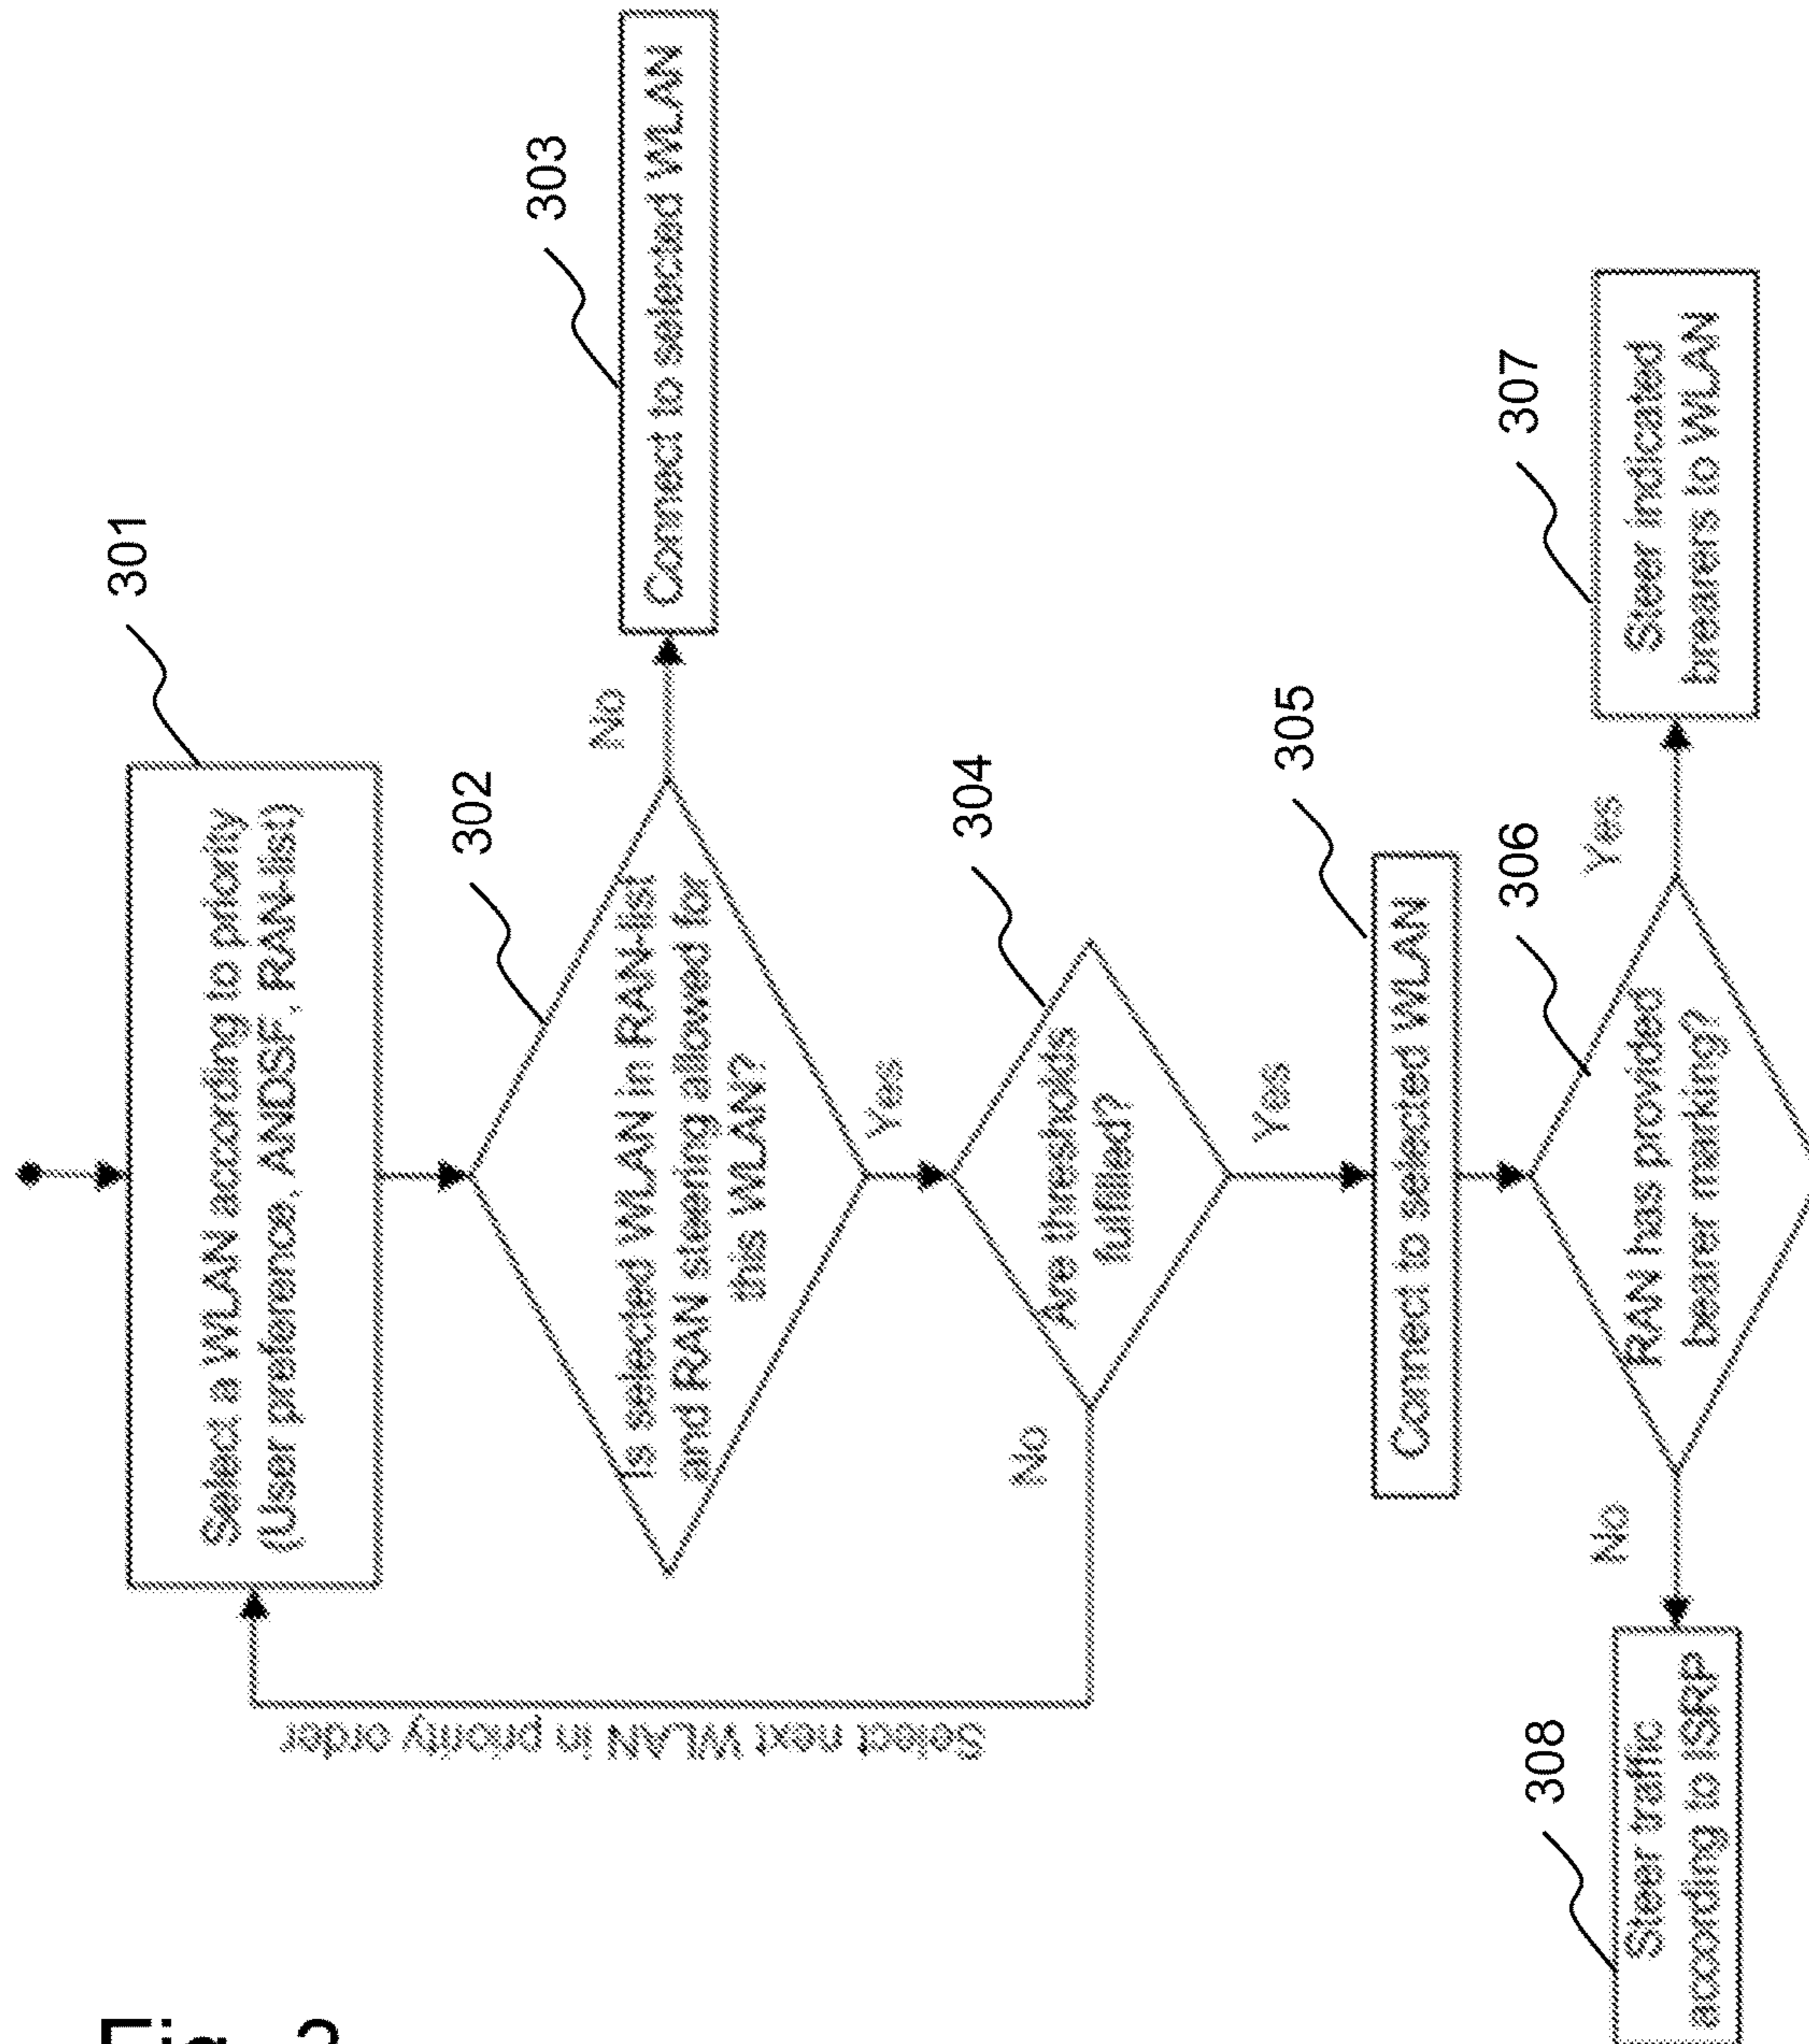 301
Select a WLAN according to priority
(User preference, ANDSF, RAN-list)
302
Is selected WLAN in RAN-list
and RAN steering allowed for
this WLAN?
No
303
Connect to selected WLAN
Yes
304
Are thresholds
fulfilled?
No
Select next WLAN in priority order
Yes
305
Connect to selected WLAN
306
RAN has provided
bearer marking?
Yes
307
Steer indicated
brearers to WLAN
No
308
Steer traffic
according to ISRP